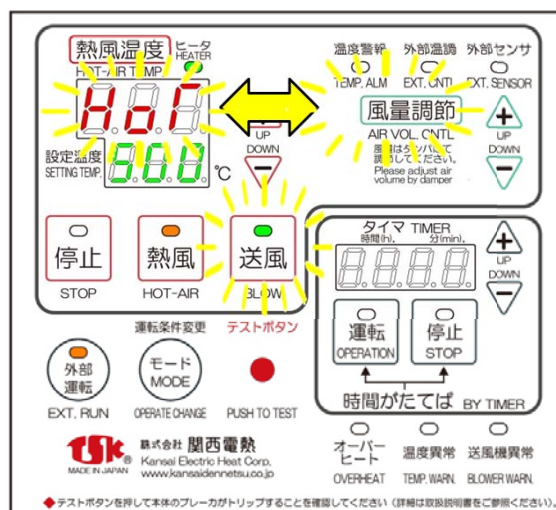 熱風温度 ヒータ
HOT-AIR TEMP. HEATER
HoT
設定温度
SETTING TEMP.
500 ℃
UP
DOWN
温度警報 外部温調 外部センサ
TEMP. ALM EXT. CNTL EXT. SENSOR
風量調節
AIR VOL. CNTL
風量はダンパにて
調節してください。
Please adjust air
volume by damper
UP
DOWN
停止 熱風 送風
STOP HOT-AIR BLOW
タイマ TIMER
時間(h). 分(min).
8.8.8.8.
UP
DOWN
運転 停止
OPERATION STOP
時間がたてば BY TIMER
運転条件変更 テストボタン
外部
運転
モード
MODE
EXT. RUN OPERATE CHANGE PUSH TO TEST
TSK ®
MADE IN JAPAN
株式会社 関西電熱
Kansai Electric Heat Corp.
www.kansaidennetsu.co.jp
オーバー
ヒート
温度異常 送風機異常
OVERHEAT TEMP. WARN. BLOWER WARN.
◆テストボタンを押して本体のブレーカがトリップすることを確認してください（詳細は取扱説明書をご参照ください）。